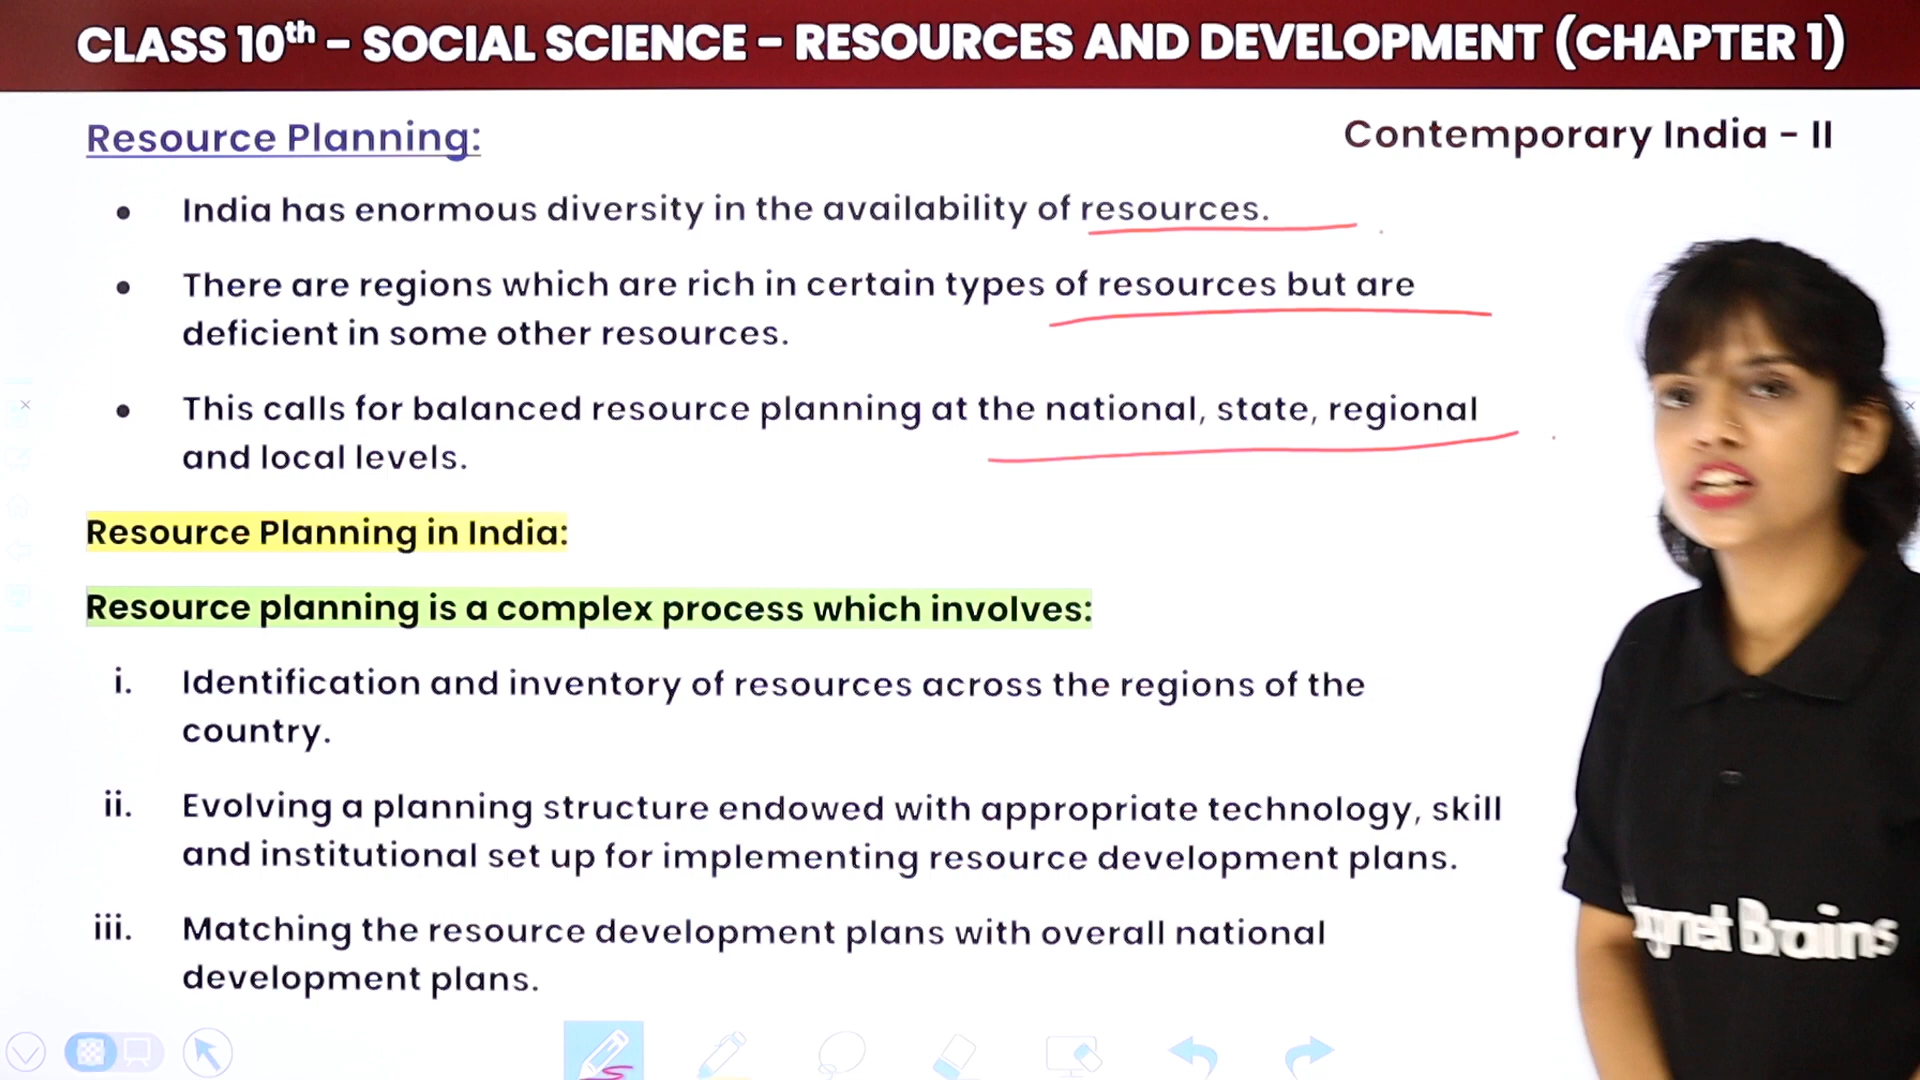 CLASS 10th – SOCIAL SCIENCE – RESOURCES AND DEVELOPMENT (CHAPTER 1)
Resource Planning:
Contemporary India - II
• India has enormous diversity in the availability of resources.
• There are regions which are rich in certain types of resources but are
deficient in some other resources.
• This calls for balanced resource planning at the national, state, regional
and local levels.
Resource Planning in India:
Resource planning is a complex process which involves:
i. Identification and inventory of resources across the regions of the
country.
ii. Evolving a planning structure endowed with appropriate technology, skill
and institutional set up for implementing resource development plans.
iii. Matching the resource development plans with overall national
development plans.
Brains